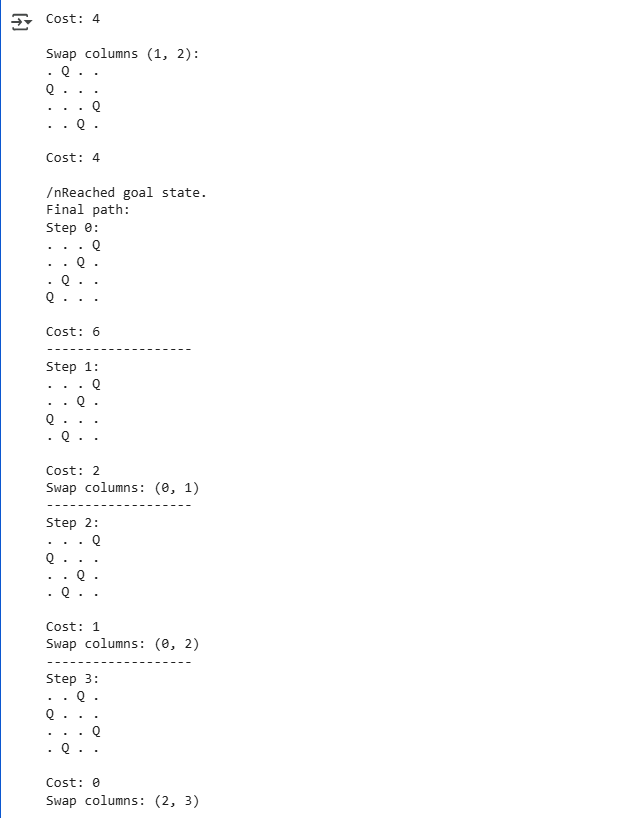 Cost: 4
Swap columns (1, 2):
. Q . .
Q . . .
. . . Q
. . Q .
Cost: 4
/nReached goal state.
Final path:
Step 0:
. . . Q
. . Q .
. Q . .
Q . . .
Cost: 6
-------------------
Step 1:
. . . Q
. . Q .
Q . . .
. Q . .
Cost: 2
Swap columns: (0, 1)
-------------------
Step 2:
. . . Q
Q . . .
. . Q .
. Q . .
Cost: 1
Swap columns: (0, 2)
-------------------
Step 3:
. . Q .
Q . . .
. . . Q
. Q . .
Cost: 0
Swap columns: (2, 3)